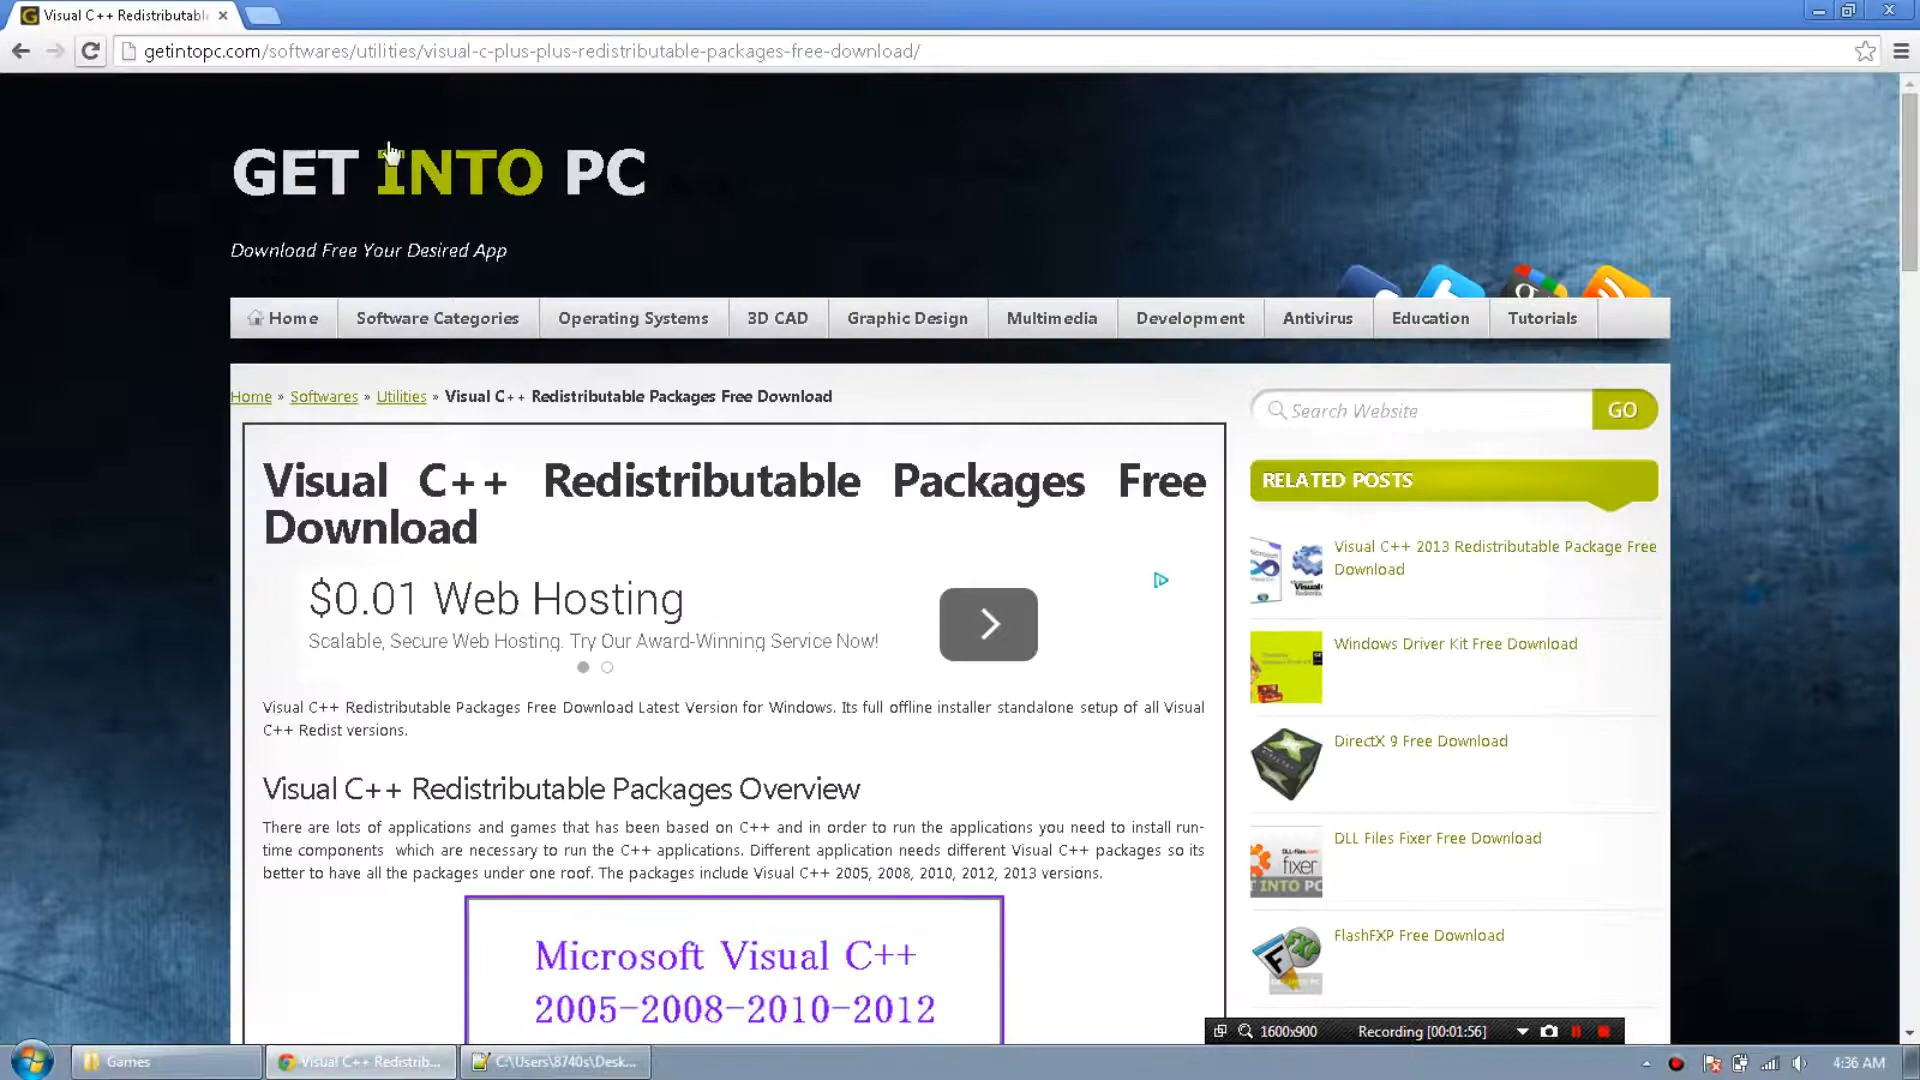 Visual C++ Redistributabl
getintopc.com/softwares/utilities/visual-c-plus-plus-redistributable-packages-free-download/
GET INTO PC
Download Free Your Desired App
Home Software Categories Operating Systems 3D CAD Graphic Design Multimedia Development Antivirus Education Tutorials
Home » Softwares » Utilities » Visual C++ Redistributable Packages Free Download
Search Website GO
Visual C++ Redistributable Packages Free
Download
$0.01 Web Hosting
Scalable, Secure Web Hosting. Try Our Award-Winning Service Now!
Visual C++ Redistributable Packages Free Download Latest Version for Windows. Its full offline installer standalone setup of all Visual
C++ Redist versions.
Visual C++ Redistributable Packages Overview
There are lots of applications and games that has been based on C++ and in order to run the applications you need to install run-
time components which are necessary to run the C++ applications. Different application needs different Visual C++ packages so its
better to have all the packages under one roof. The packages include Visual C++ 2005, 2008, 2010, 2012, 2013 versions.
Microsoft Visual C++
2005-2008-2010-2012
RELATED POSTS
Visual C++ 2013 Redistributable Package Free
Download
Windows Driver Kit Free Download
DirectX 9 Free Download
DLL Files Fixer Free Download
FlashFXP Free Download
1600x900 Recording [00:01:56]
Games
Visual C++ Redistrib...
C:\Users\8740s\Desk...
4:36 AM